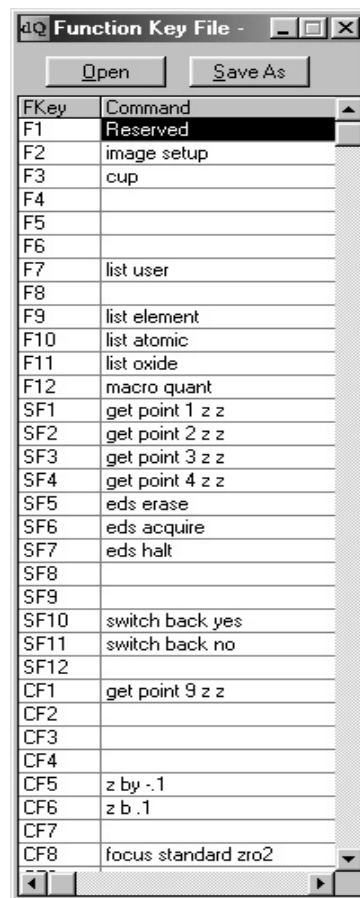 dQ Function Key File -
Open Save As
FKey Command
F1 Reserved
F2 image setup
F3 cup
F4
F5
F6
F7 list user
F8
F9 list element
F10 list atomic
F11 list oxide
F12 macro quant
SF1 get point 1 z z
SF2 get point 2 z z
SF3 get point 3 z z
SF4 get point 4 z z
SF5 eds erase
SF6 eds acquire
SF7 eds halt
SF8
SF9
SF10 switch back yes
SF11 switch back no
SF12
CF1 get point 9 z z
CF2
CF3
CF4
CF5 z by -.1
CF6 z b .1
CF7
CF8 focus standard zro2